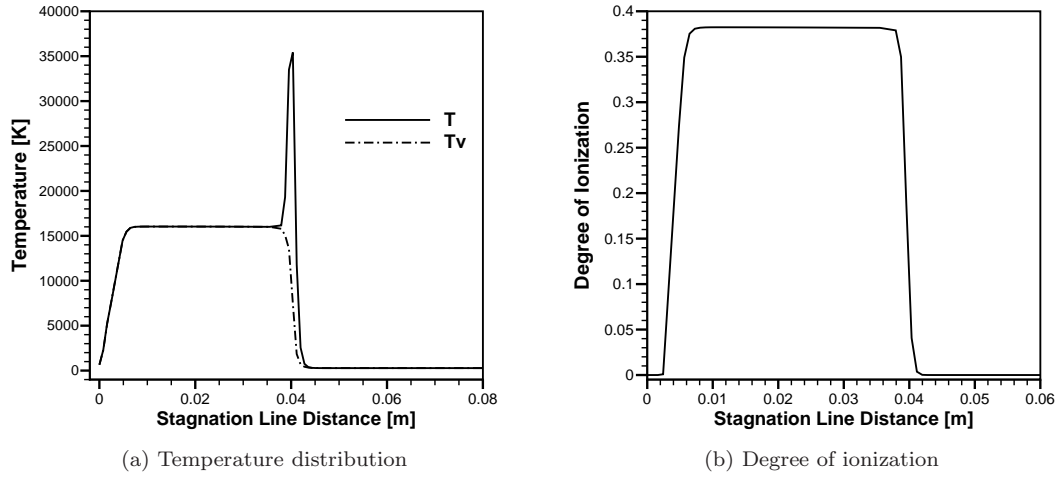 40000
35000
30000
25000
20000
15000
10000
5000
0
Temperature [K]
T
Tv
0 0.02 0.04 0.06 0.08
Stagnation Line Distance [m]
(a) Temperature distribution
0.4
0.35
0.3
0.25
0.2
0.15
0.1
0.05
0
Degree of Ionization
0 0.01 0.02 0.03 0.04 0.05 0.06
Stagnation Line Distance [m]
(b) Degree of ionization